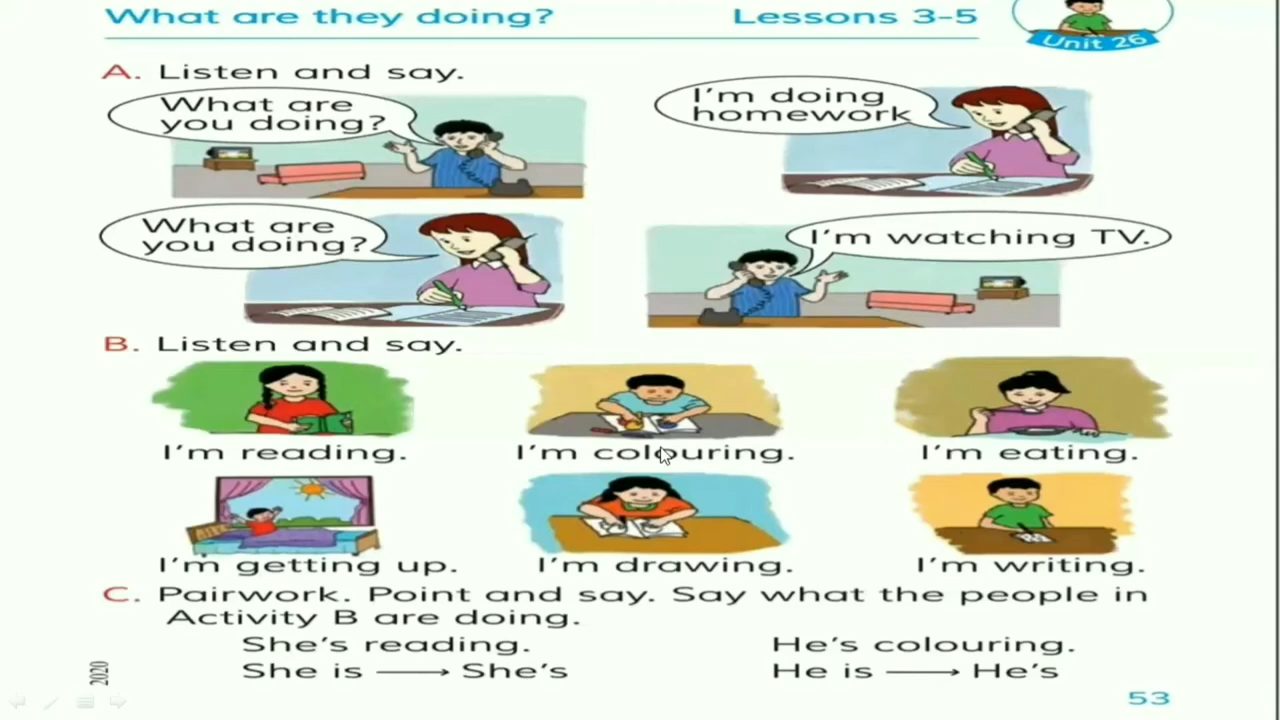 What are they doing?
Lessons 3-5
Unit 26
A. Listen and say.
What are
you doing?
I'm doing
homework
What are
you doing?
I'm watching TV.
B. Listen and say.
I'm reading.
I'm colouring.
I'm eating.
I'm getting up.
I'm drawing.
I'm writing.
C. Pairwork. Point and say. Say what the people in
Activity B are doing.
She's reading.
He's colouring.
She is → She's
He is → He's
2020
53